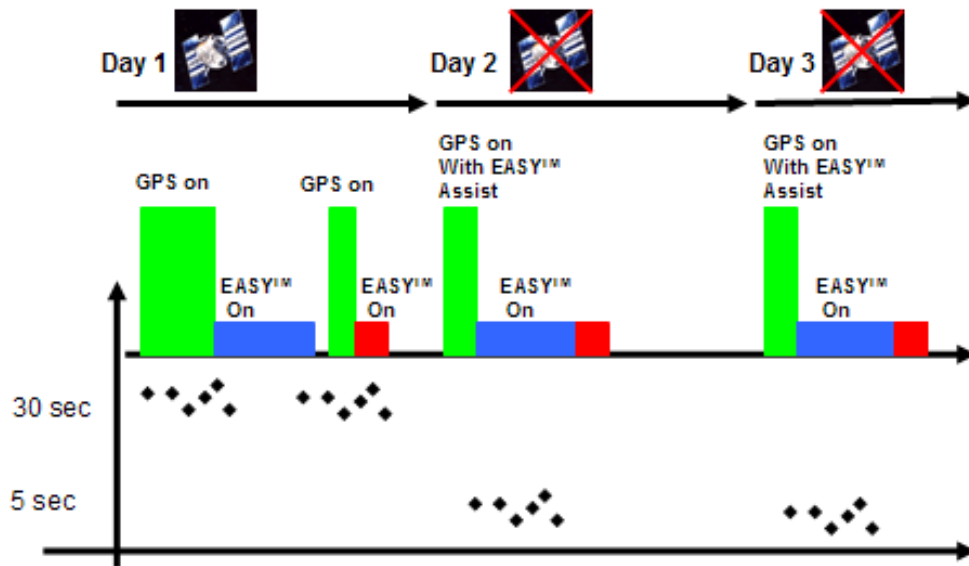 Day 1
Day 2
Day 3
GPS on
GPS on
GPS on
With EASY™
Assist
GPS on
With EASY™
Assist
EASY™
On
EASY™
On
EASY™
On
EASY™
On
30 sec
5 sec